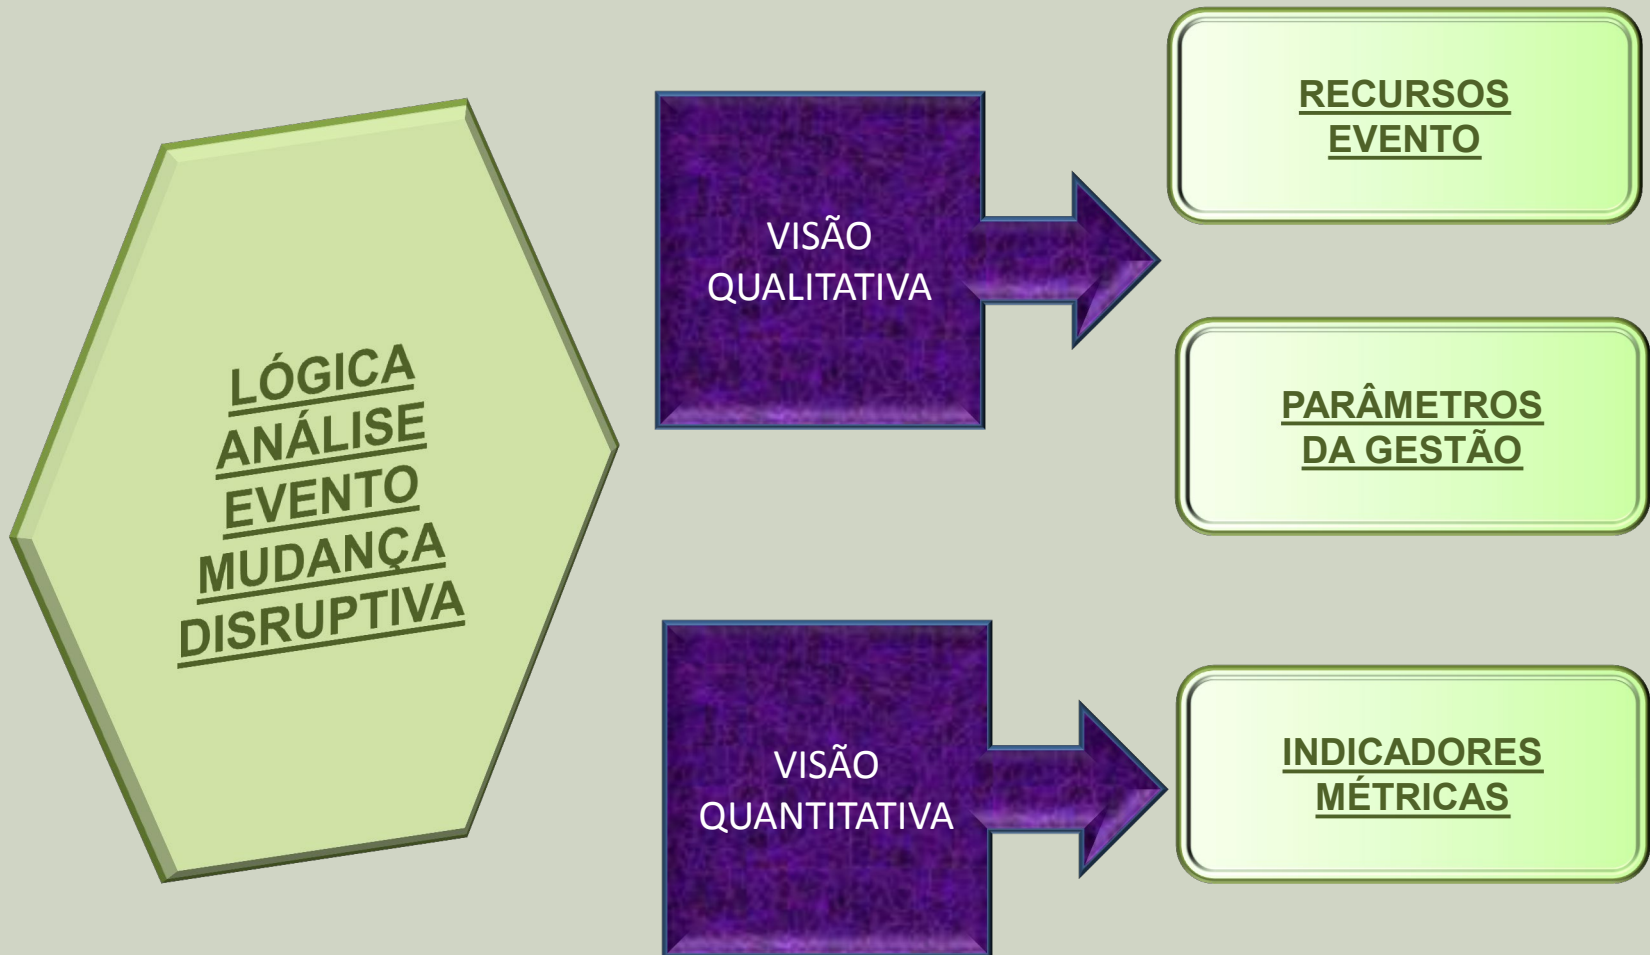 LÓGICA
ANÁLISE
EVENTO
MUDANÇA
DISRUPTIVA
VISÃO
QUALITATIVA
RECURSOS
EVENTO
PARÂMETROS
DA GESTÃO
VISÃO
QUANTITATIVA
INDICADORES
MÉTRICAS